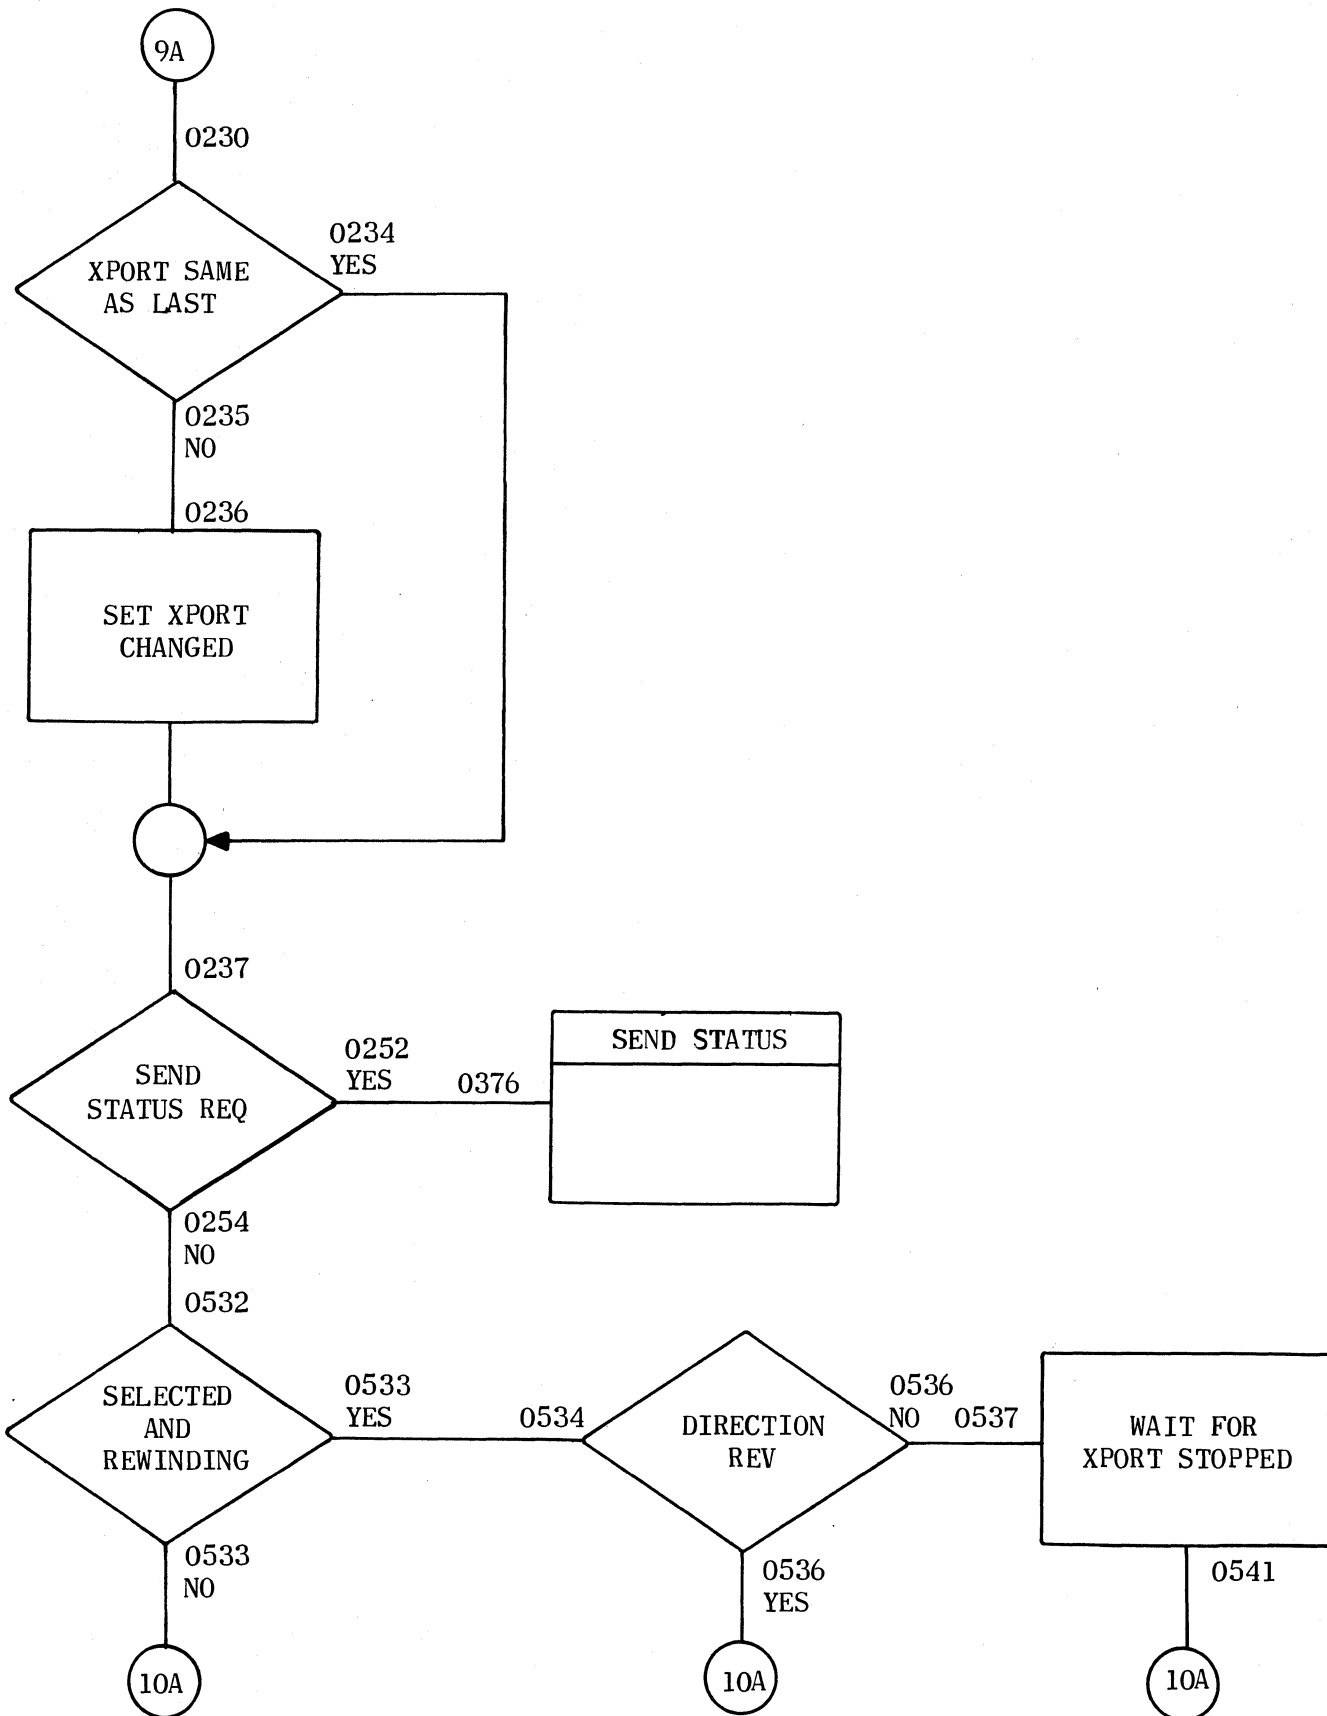 9A
0230
0234
YES
XPORT SAME
AS LAST
0235
NO
0236
SET XPORT
CHANGED
0237
SEND
STATUS REQ
0252
YES
0376
SEND STATUS
0254
NO
0532
SELECTED
AND
REWINDING
0533
YES
0534
DIRECTION
REV
0536
NO 0537
WAIT FOR
XPORT STOPPED
0533
NO
0536
YES
0541
10A
10A
10A